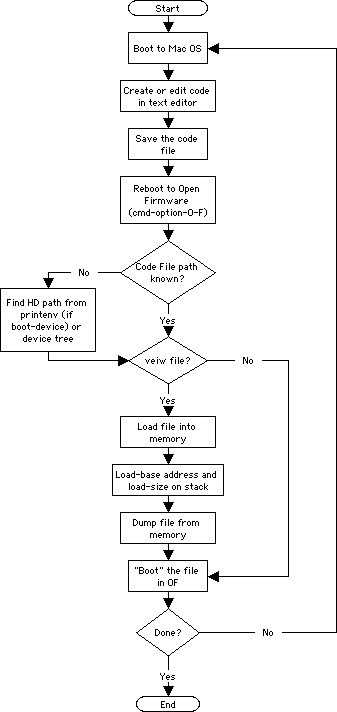 Start
Boot to Mac OS
Create or edit code
in text editor
Save the code
file
Reboot to Open
Firmware
(cmd-option-O-F)
Code File path
known?
No
Find HD path from
printenv (if
boot-device) or
device tree
Yes
veiw file?
No
Yes
Load file into
memory
Load-base address and
load-size on stack
Dump file from
memory
"Boot" the file
in OF
Done?
No
Yes
End